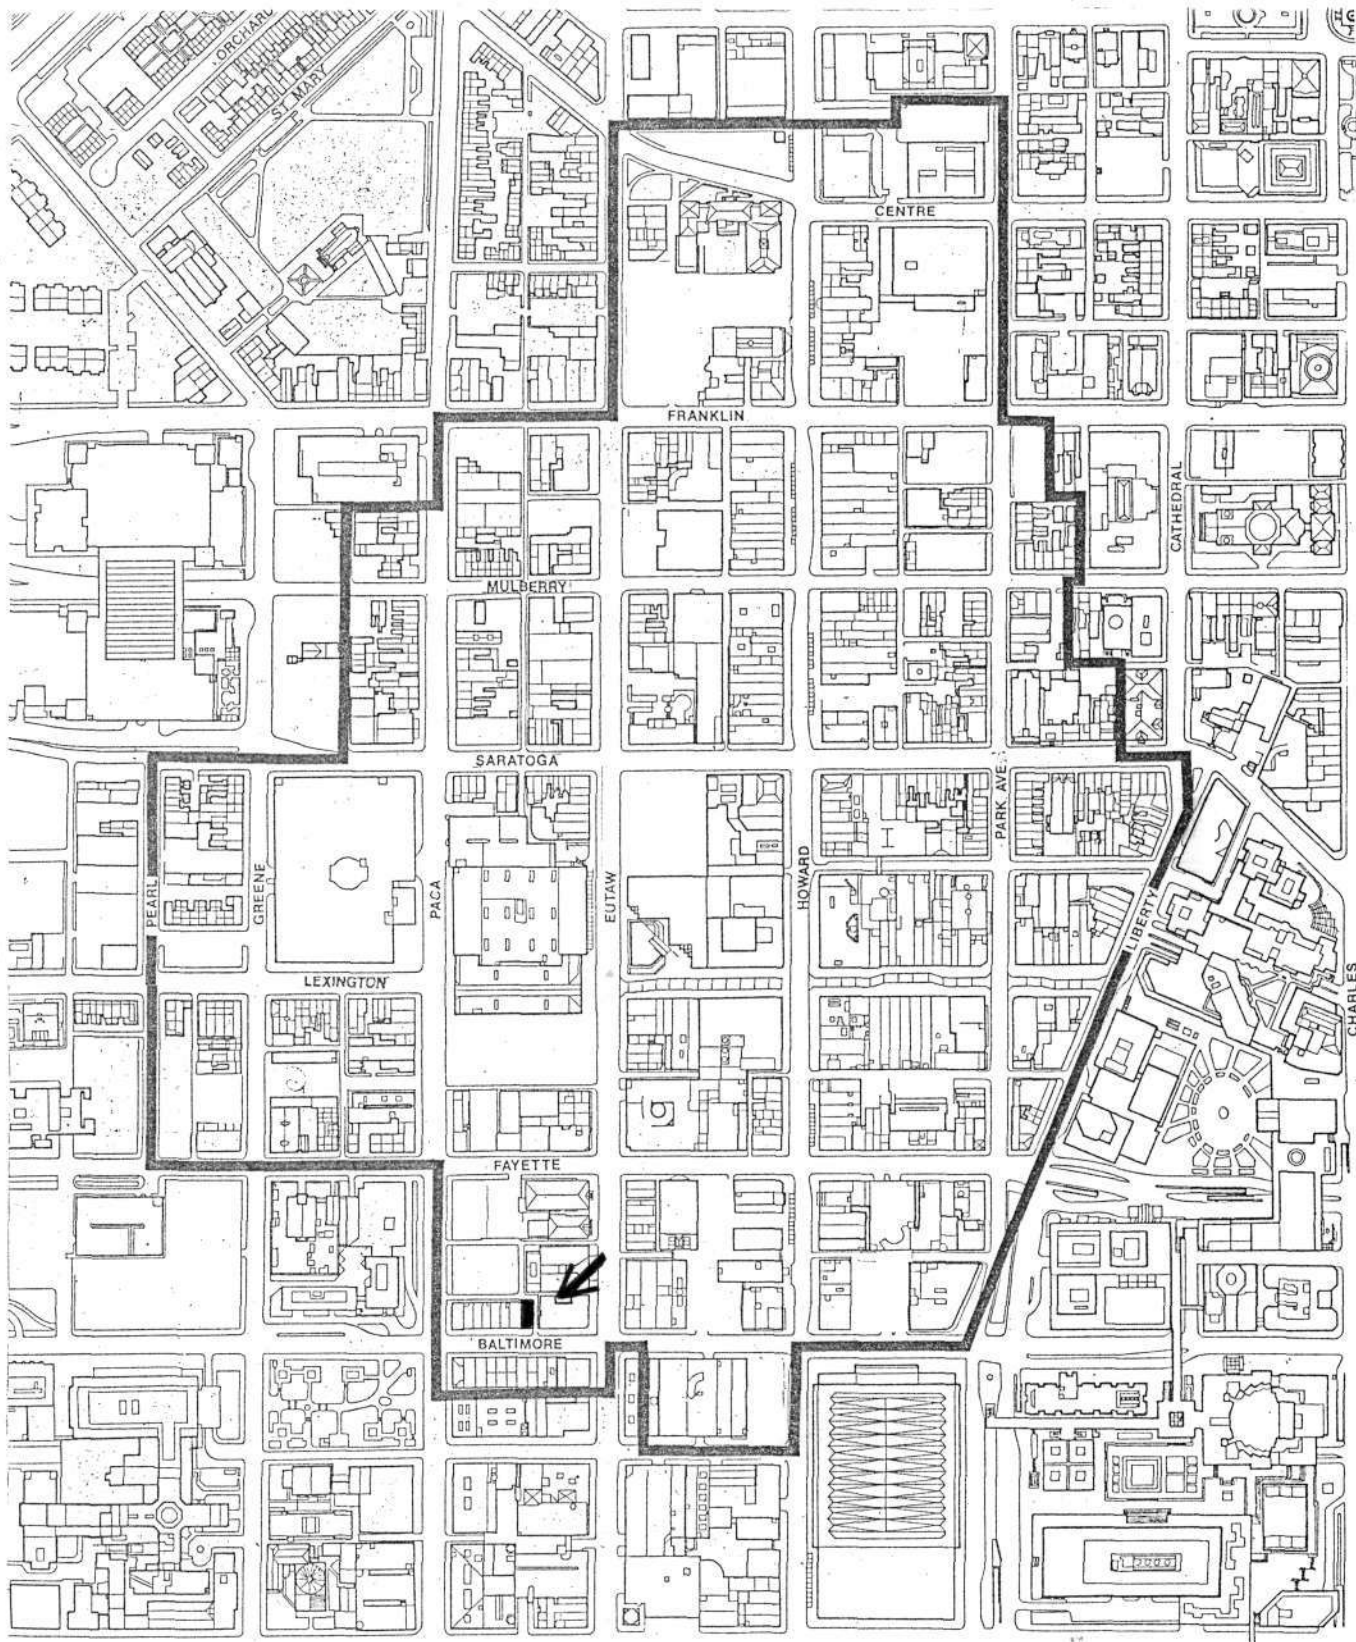 ORCHARD
ST MARY
CENTRE
FRANKLIN
CATHEDRAL
MULBERRY
SARATOGA
PARK AVE.
PEARL
GREENE
PACA
EUTAW
HOWARD
LIBERTY
LEXINGTON
CHARLES
FAYETTE
BALTIMORE